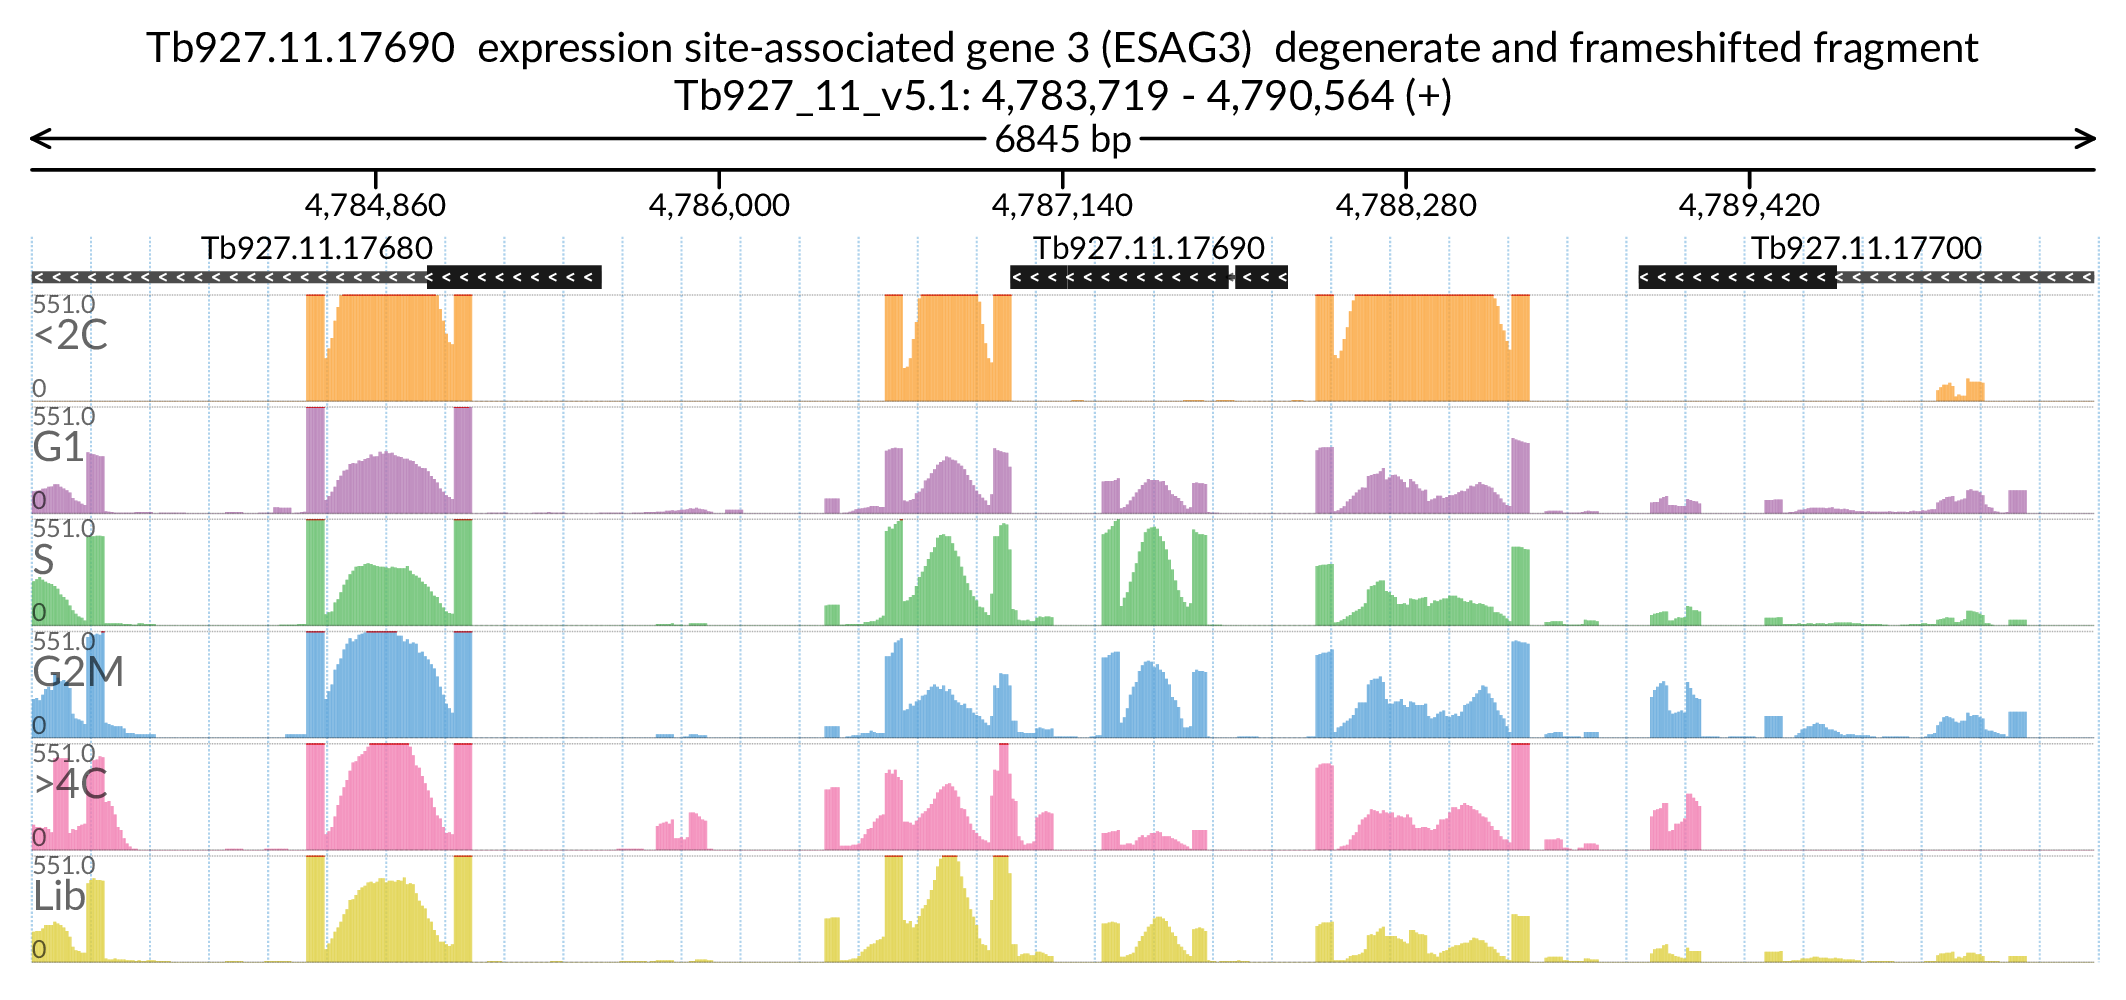 Tb927.11.17690  expression site-associated gene 3 (ESAG3)  degenerate and frameshifted fragment
Tb927_11_v5.1: 4,783,719 - 4,790,564 (+)
6845 bp
4,784,860 4,786,000 4,787,140 4,788,280 4,789,420
Tb927.11.17680 Tb927.11.17690 Tb927.11.17700
551.0
<2C
0
551.0
G1
0
551.0
S
0
551.0
G2M
0
551.0
>4C
0
551.0
Lib
0